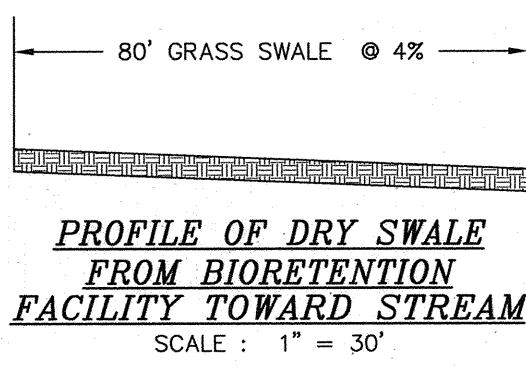 80' GRASS SWALE @ 4%
PROFILE OF DRY SWALE
FROM BIORETENTION
FACILITY TOWARD STREAM
SCALE : 1" = 30'